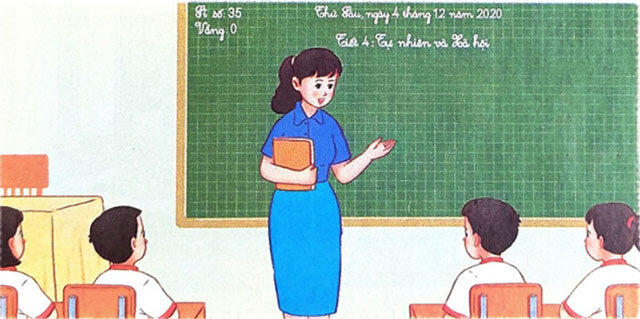 Sĩ số: 35
Thứ Sáu, ngày 4 tháng 12 năm 2020
Vắng: 0
Tiết 4: Tự nhiên và Xã hội